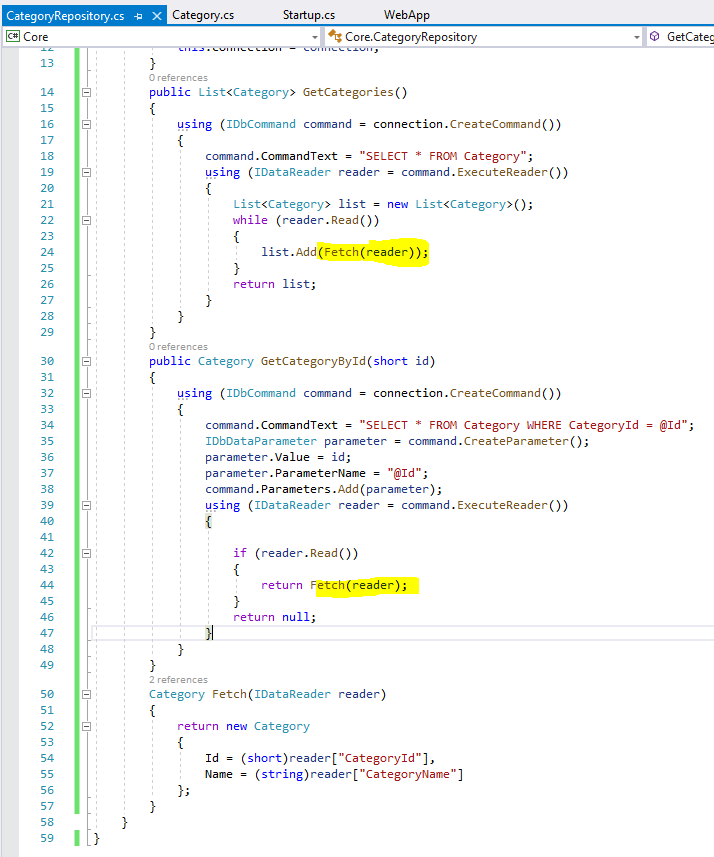 CategoryRepository.cs Category.cs Startup.cs WebApp
C# Core Core.CategoryRepository GetCateg
12 this.Connection = connection;
13 }
0 references
14 public List<Category> GetCategories()
15 {
16 using (IDbCommand command = connection.CreateCommand())
17 {
18 command.CommandText = "SELECT * FROM Category";
19 using (IDataReader reader = command.ExecuteReader())
20 {
21 List<Category> list = new List<Category>();
22 while (reader.Read())
23 {
24 list.Add(Fetch(reader));
25 }
26 return list;
27 }
28 }
29 }
0 references
30 public Category GetCategoryById(short id)
31 {
32 using (IDbCommand command = connection.CreateCommand())
33 {
34 command.CommandText = "SELECT * FROM Category WHERE CategoryId = @Id";
35 IDbDataParameter parameter = command.CreateParameter();
36 parameter.Value = id;
37 parameter.ParameterName = "@Id";
38 command.Parameters.Add(parameter);
39 using (IDataReader reader = command.ExecuteReader())
40 {
41
42 if (reader.Read())
43 {
44 return Fetch(reader);
45 }
46 return null;
47 }
48 }
49 }
2 references
50 Category Fetch(IDataReader reader)
51 {
52 return new Category
53 {
54 Id = (short)reader["CategoryId"],
55 Name = (string)reader["CategoryName"]
56 };
57 }
58 }
59 }